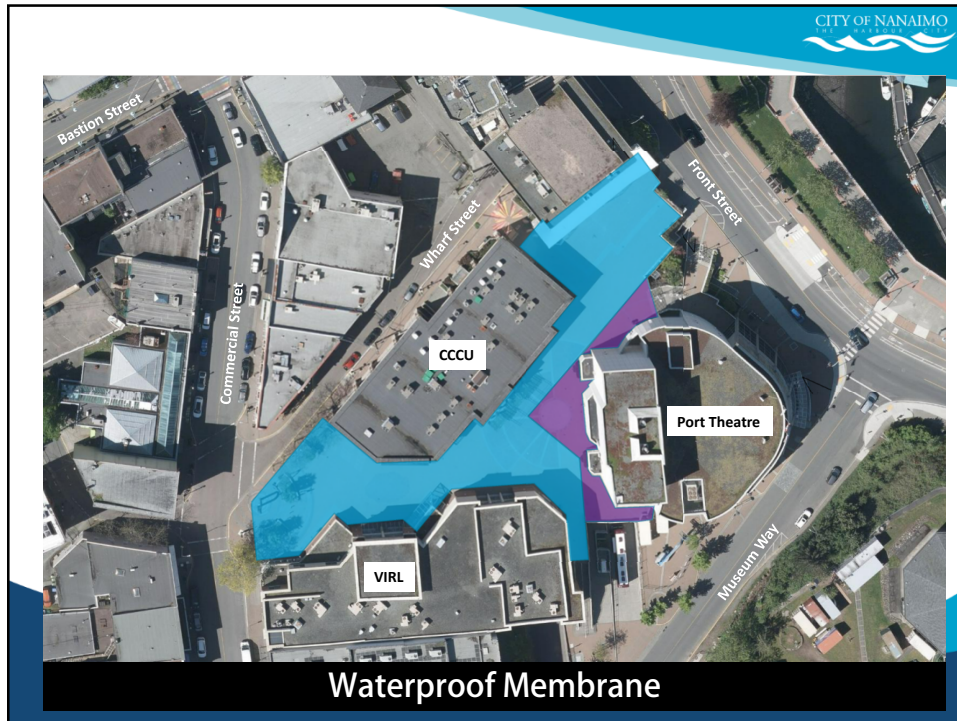 CITY OF NANAIMO
THE HARBOUR CITY
Bastion Street
Front Street
Wharf Street
Commercial Street
CCCU
Port Theatre
VIRL
Museum Way
Waterproof Membrane